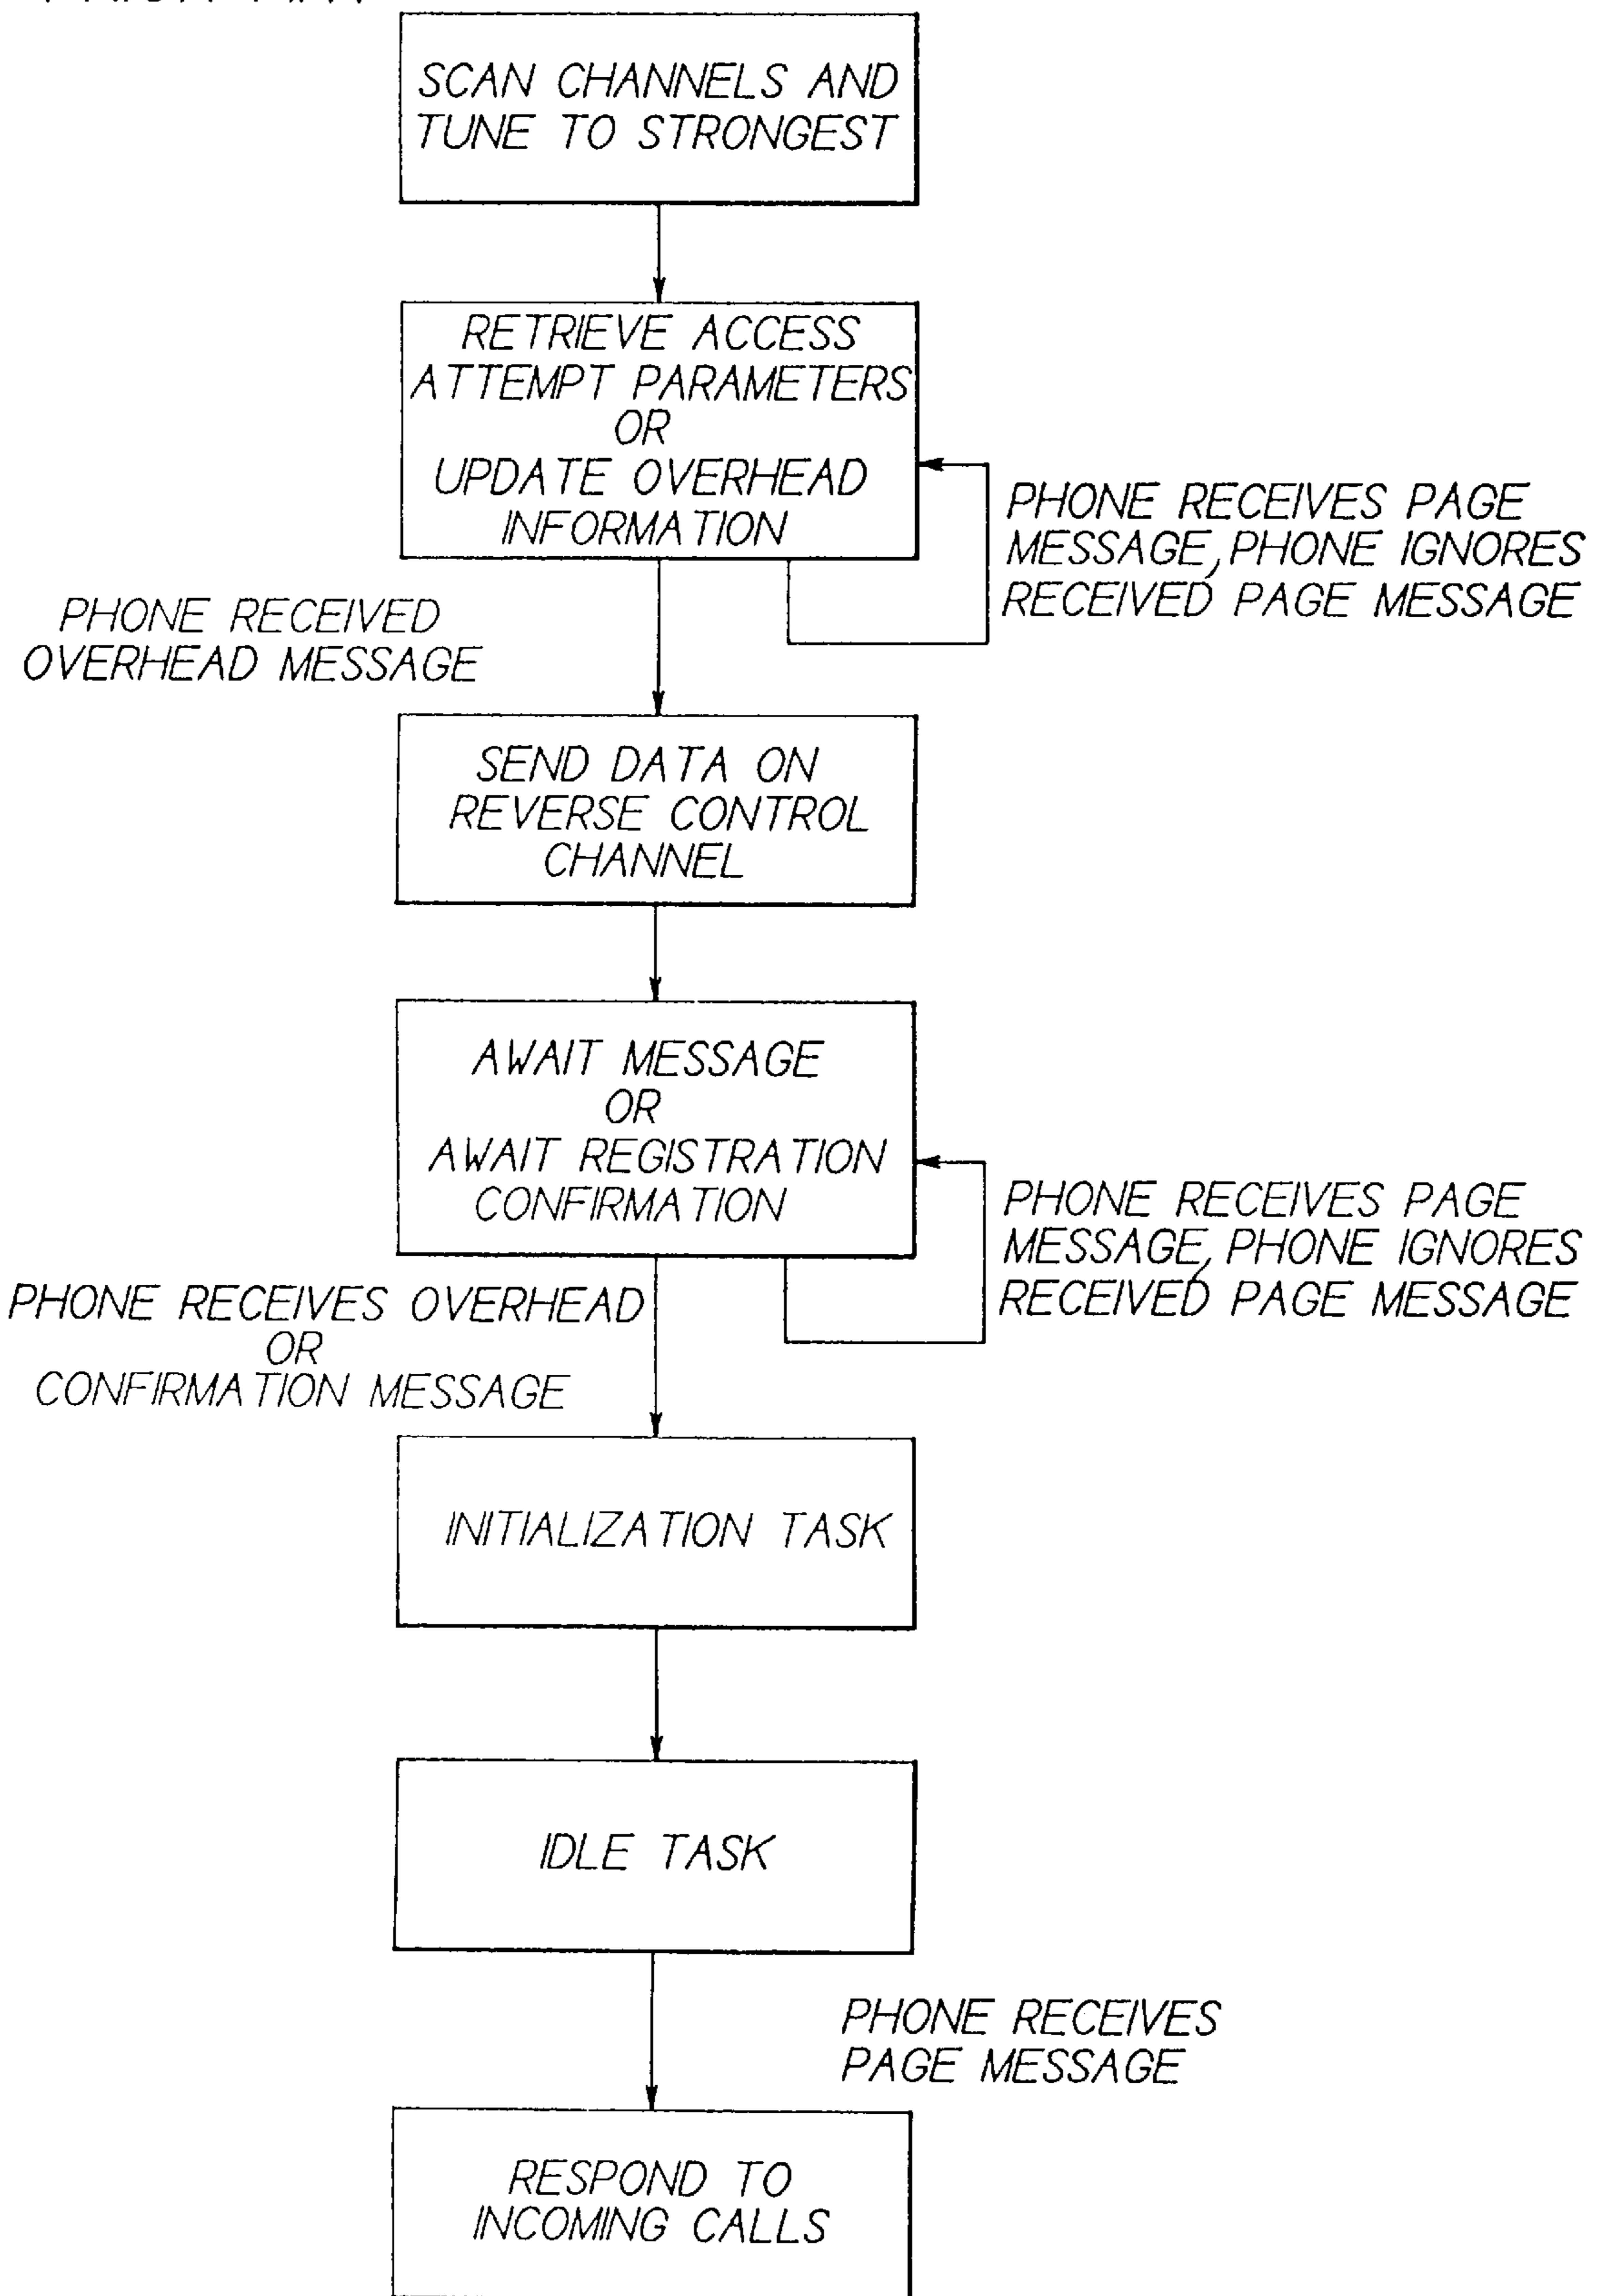 SCAN CHANNELS AND
TUNE TO STRONGEST
RETRIEVE ACCESS
ATTEMPT PARAMETERS
OR
UPDATE OVERHEAD
INFORMATION
PHONE RECEIVES PAGE
MESSAGE, PHONE IGNORES
RECEIVED PAGE MESSAGE
PHONE RECEIVED
OVERHEAD MESSAGE
SEND DATA ON
REVERSE CONTROL
CHANNEL
AWAIT MESSAGE
OR
AWAIT REGISTRATION
CONFIRMATION
PHONE RECEIVES PAGE
MESSAGE, PHONE IGNORES
RECEIVED PAGE MESSAGE
PHONE RECEIVES OVERHEAD
OR
CONFIRMATION MESSAGE
INITIALIZATION TASK
IDLE TASK
PHONE RECEIVES
PAGE MESSAGE
RESPOND TO
INCOMING CALLS